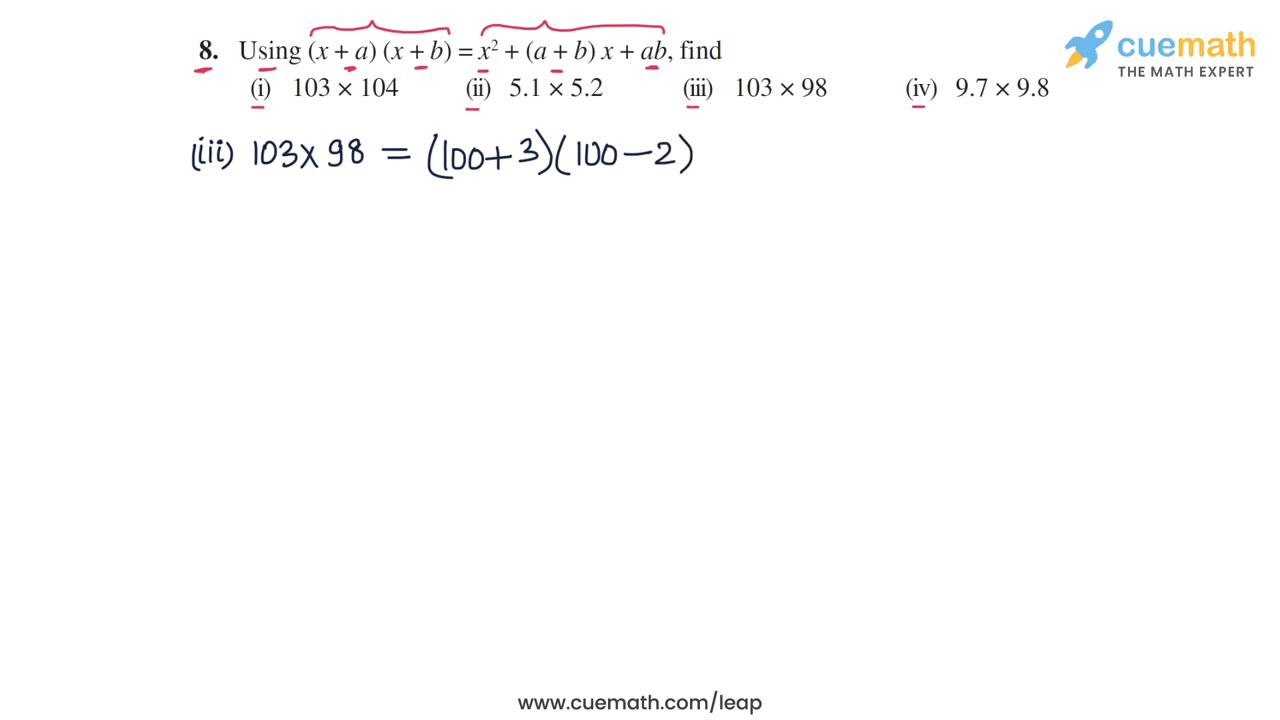 8. Using (x + a) (x + b) = x² + (a + b) x + ab, find
cuemath
THE MATH EXPERT
(i) 103 × 104 (ii) 5.1 × 5.2 (iii) 103 × 98 (iv) 9.7 × 9.8
(iii) 103 × 98 = (100 + 3)(100 − 2)
www.cuemath.com/leap